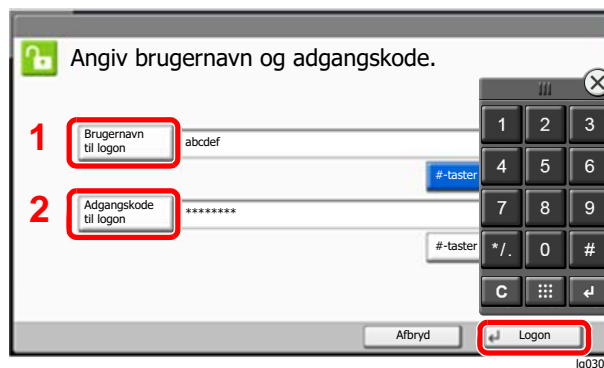 Angiv brugernavn og adgangskode.
1
Brugernavn
til logon
abcdef
#-taster
2
Adgangskode
til logon
********
#-taster
1 2 3
4 5 6
7 8 9
*/. 0 #
C
Afbryd
Logon
lg030